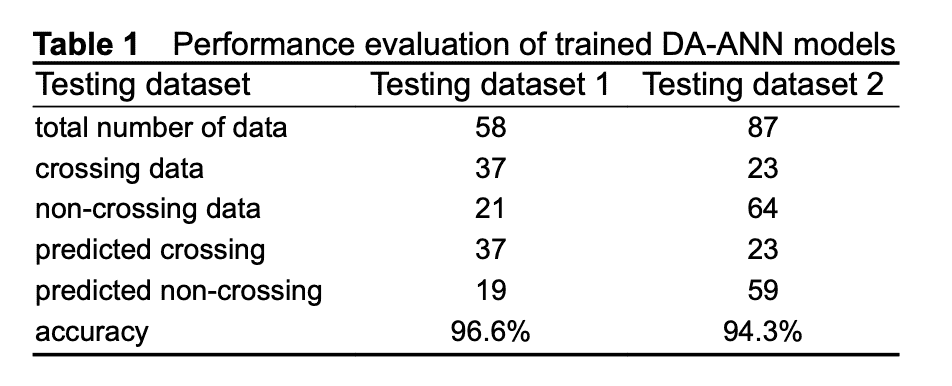 Table 1 Performance evaluation of trained DA-ANN models
Testing dataset Testing dataset 1 Testing dataset 2
total number of data 58 87
crossing data 37 23
non-crossing data 21 64
predicted crossing 37 23
predicted non-crossing 19 59
accuracy 96.6% 94.3%